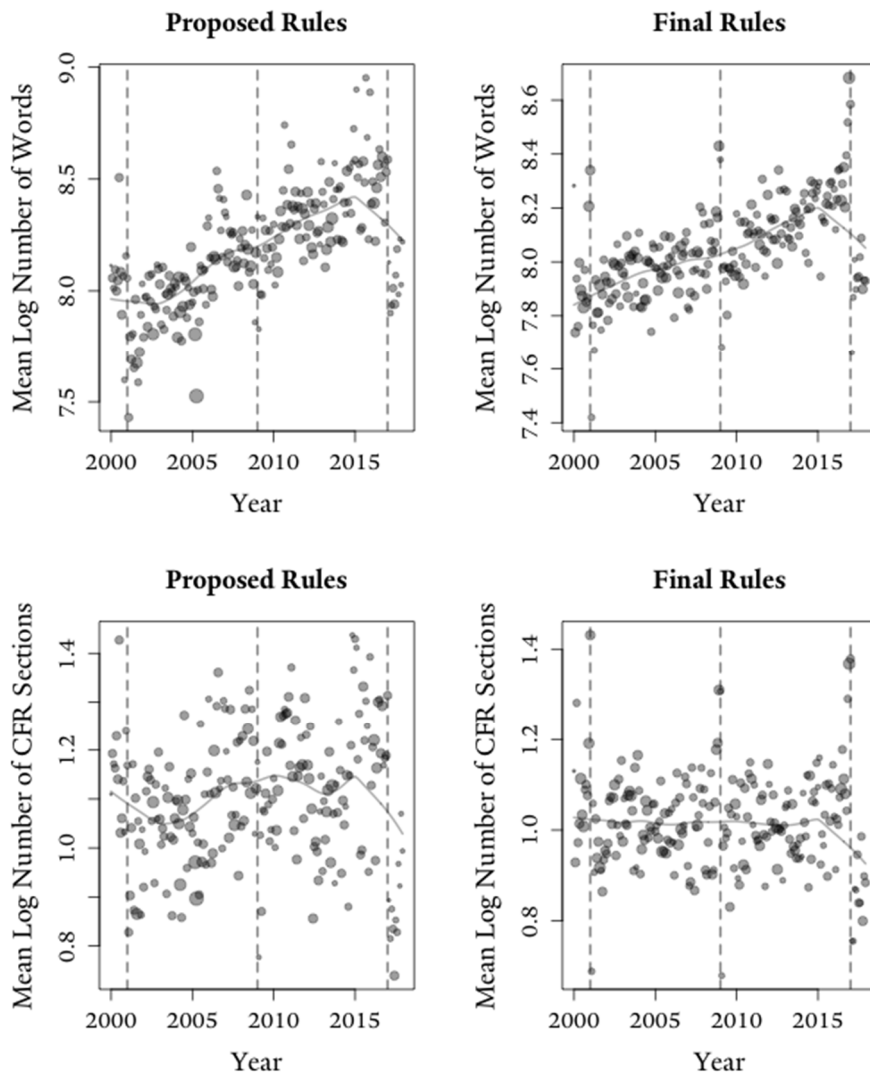 Proposed Rules
Mean Log Number of Words
9.0
8.5
8.0
7.5
2000 2005 2010 2015
Year
Final Rules
Mean Log Number of Words
8.6
8.4
8.2
8.0
7.8
7.6
7.4
2000 2005 2010 2015
Year
Proposed Rules
Mean Log Number of CFR Sections
1.4
1.2
1.0
0.8
2000 2005 2010 2015
Year
Final Rules
Mean Log Number of CFR Sections
1.4
1.2
1.0
0.8
2000 2005 2010 2015
Year